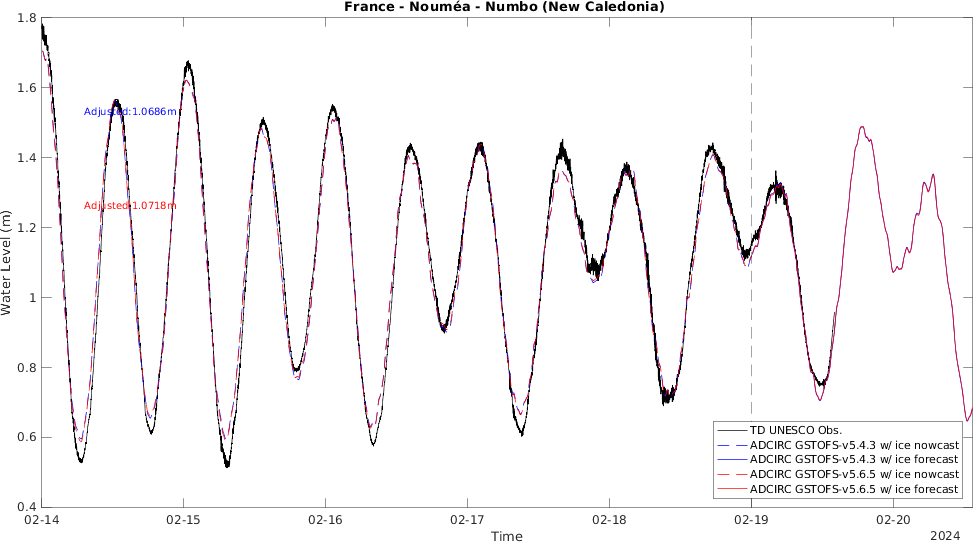 France - Nouméa - Numbo (New Caledonia)
1.8
1.6
1.4
1.2
1
0.8
0.6
0.4
Water Level (m)
Adjusted:1.0686m
Adjusted:1.0718m
TD UNESCO Obs.
ADCIRC GSTOFS-v5.4.3 w/ ice nowcast
ADCIRC GSTOFS-v5.4.3 w/ ice forecast
ADCIRC GSTOFS-v5.6.5 w/ ice nowcast
ADCIRC GSTOFS-v5.6.5 w/ ice forecast
02-14 02-15 02-16 02-17 02-18 02-19 02-20
Time
2024